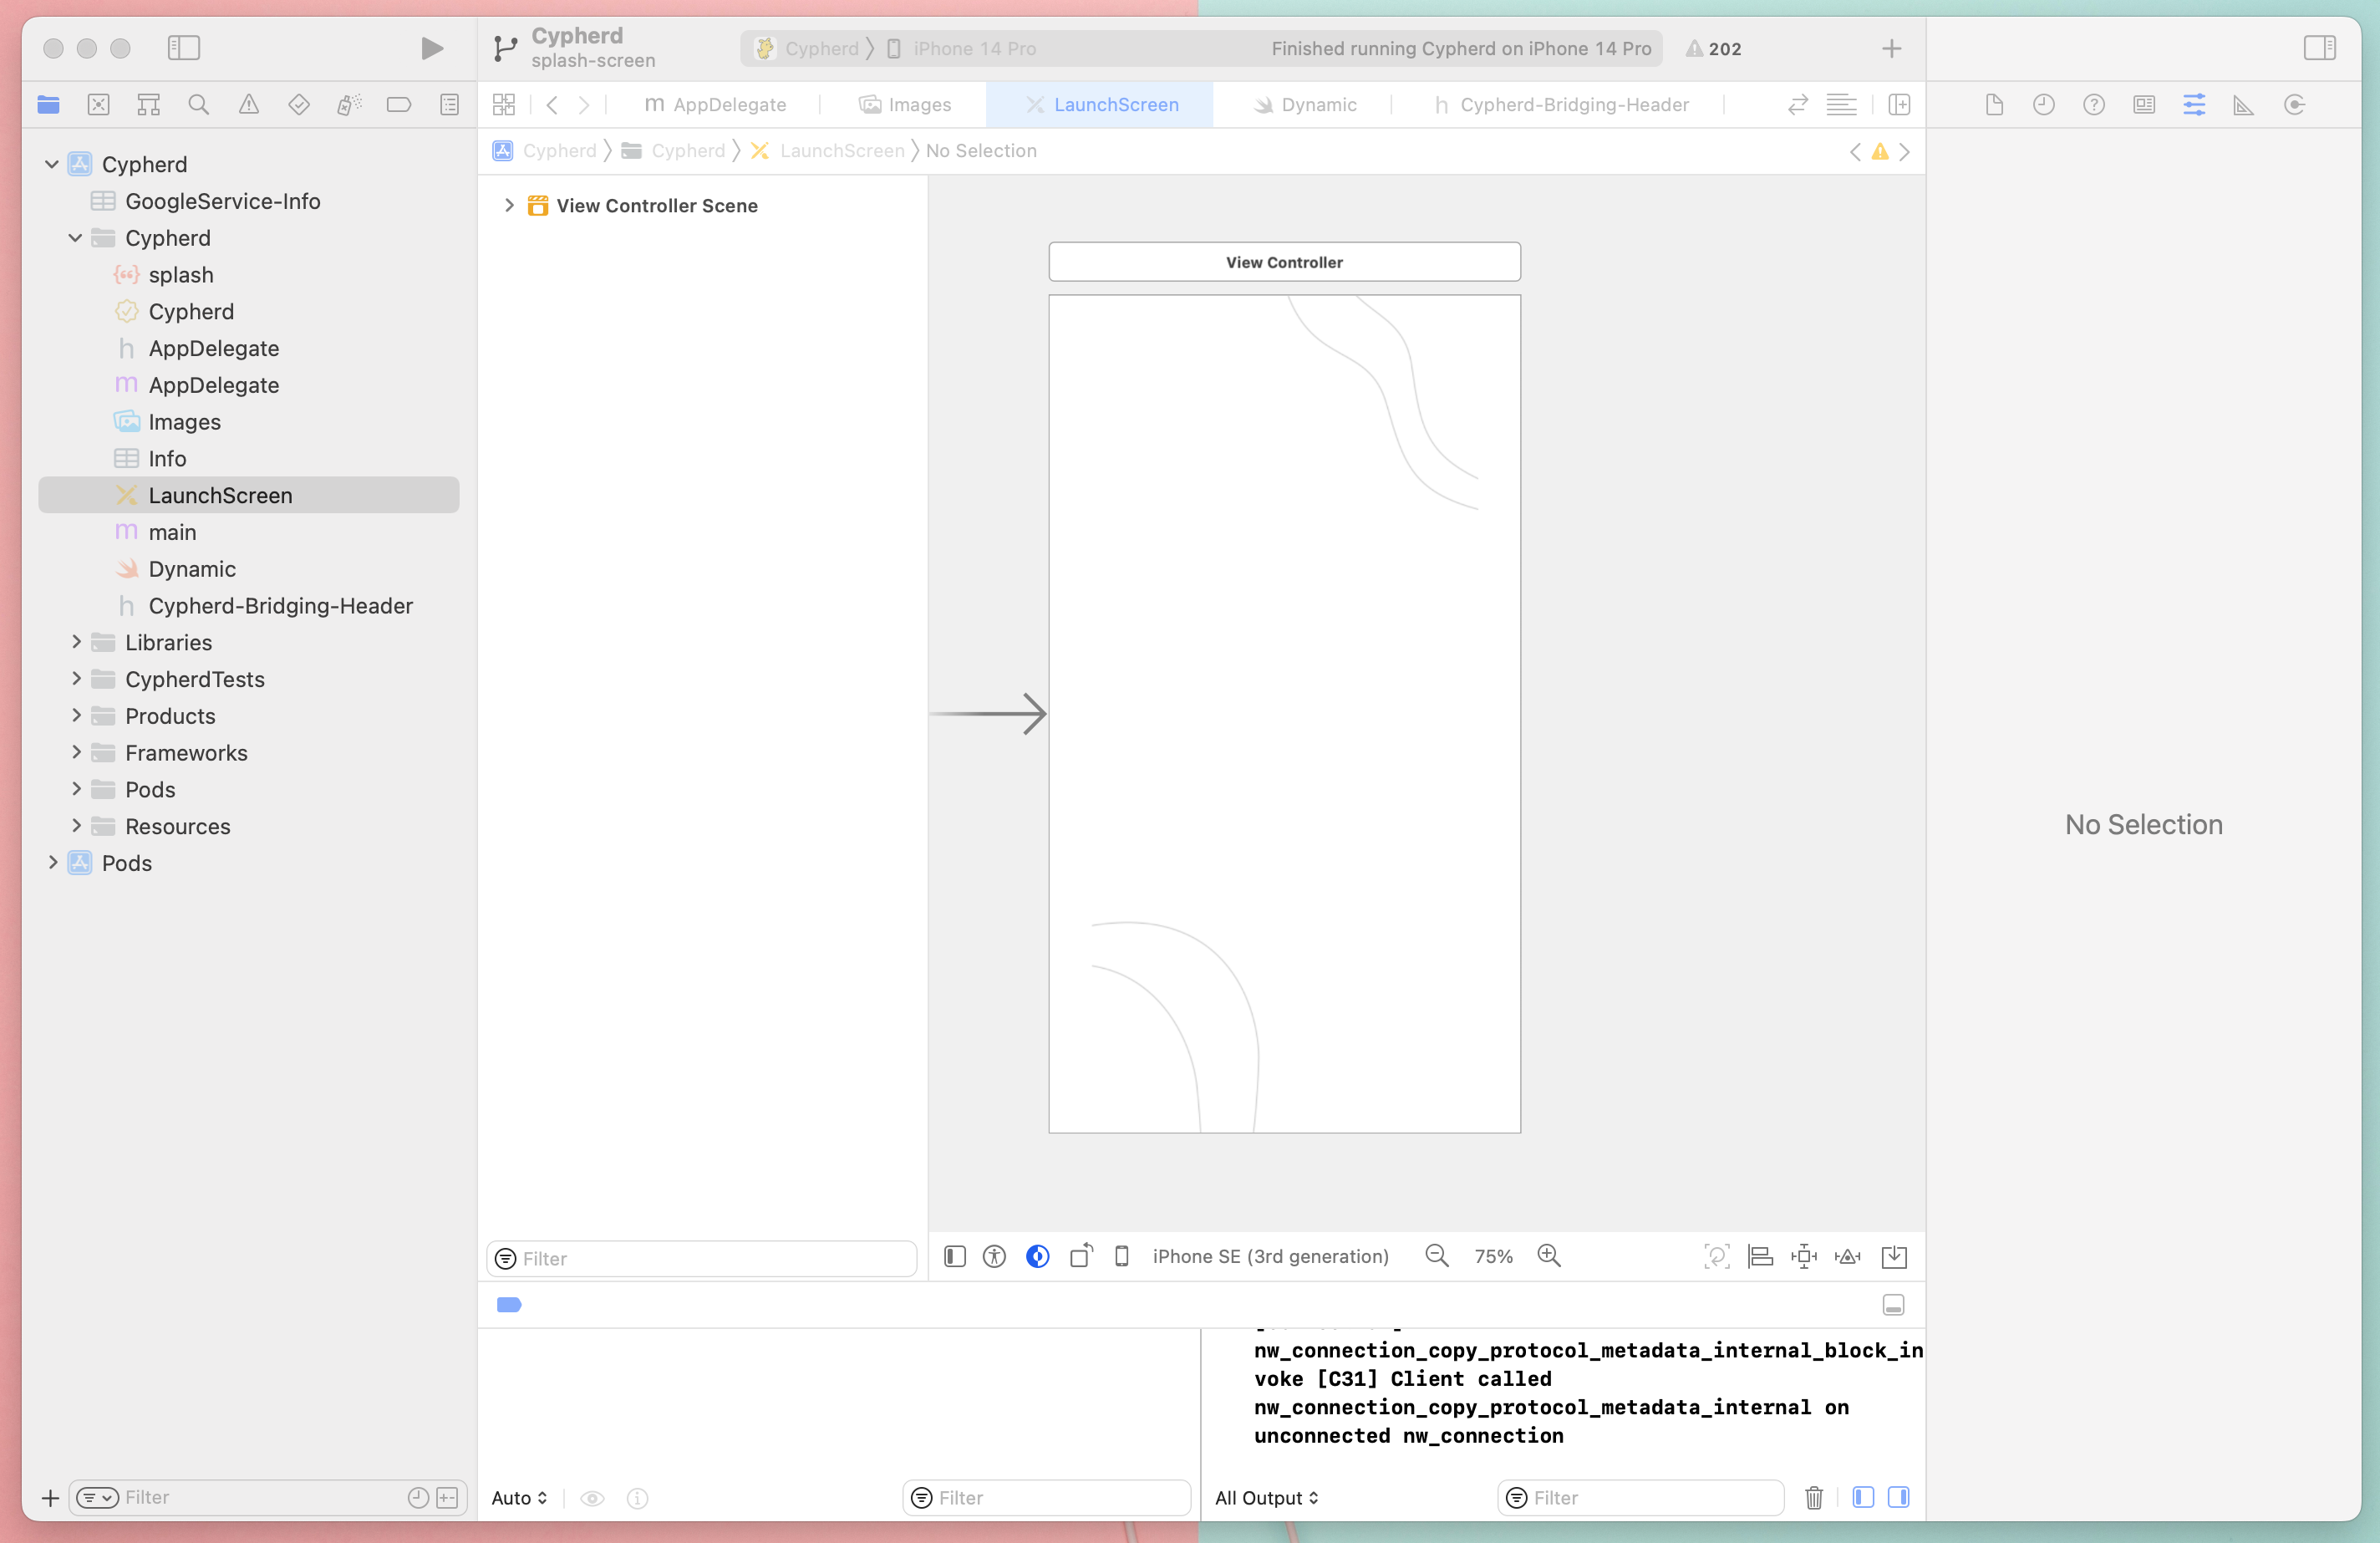 Cypherd
splash-screen
Cypherd
iPhone 14 Pro
Finished running Cypherd on iPhone 14 Pro
202
AppDelegate
Images
LaunchScreen
Dynamic
Cypherd-Bridging-Header
Cypherd
Cypherd
LaunchScreen
No Selection
Cypherd
GoogleService-Info
Cypherd
splash
Cypherd
AppDelegate
AppDelegate
Images
Info
LaunchScreen
main
Dynamic
Cypherd-Bridging-Header
Libraries
CypherdTests
Products
Frameworks
Pods
Resources
Pods
Filter
View Controller Scene
Filter
View Controller
iPhone SE (3rd generation)
75%
No Selection
nw_connection_copy_protocol_metadata_internal_block_in
voke [C31] Client called
nw_connection_copy_protocol_metadata_internal on
unconnected nw_connection
Auto
Filter
All Output
Filter